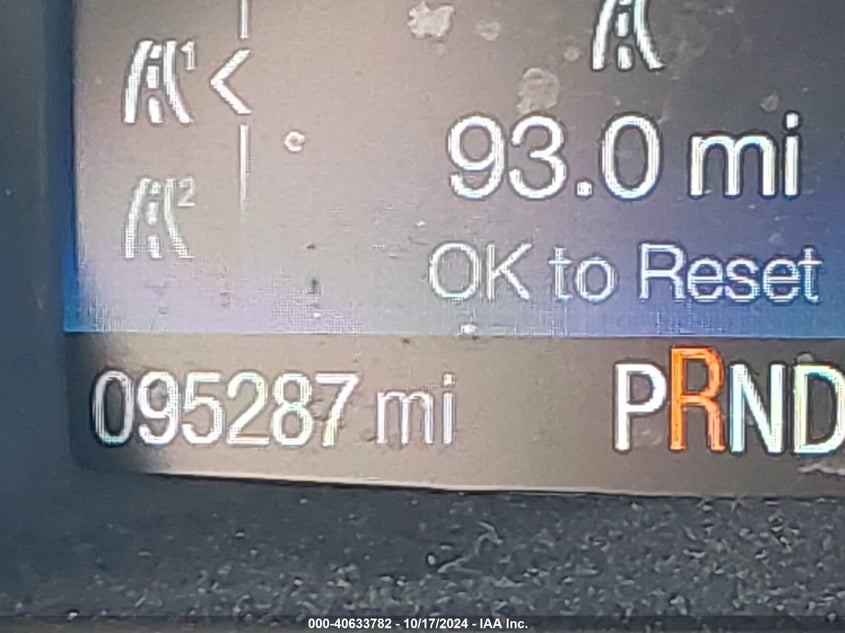 1
93.0 mi
2
OK to Reset
095287 mi PRND
000-40633782 - 10/17/2024 - IAA Inc.